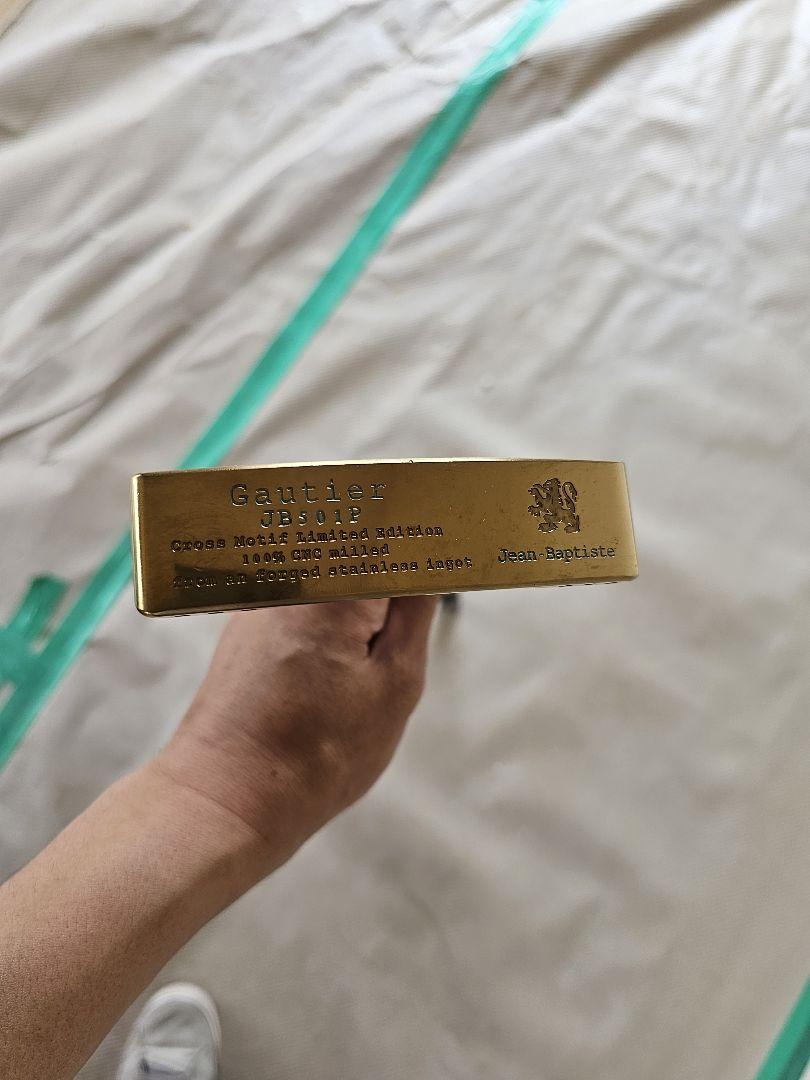 Gautier
JB501P
Cross Motif Limited Edition
100% CNC milled
from an forged stainless ingot
Jean-Baptiste